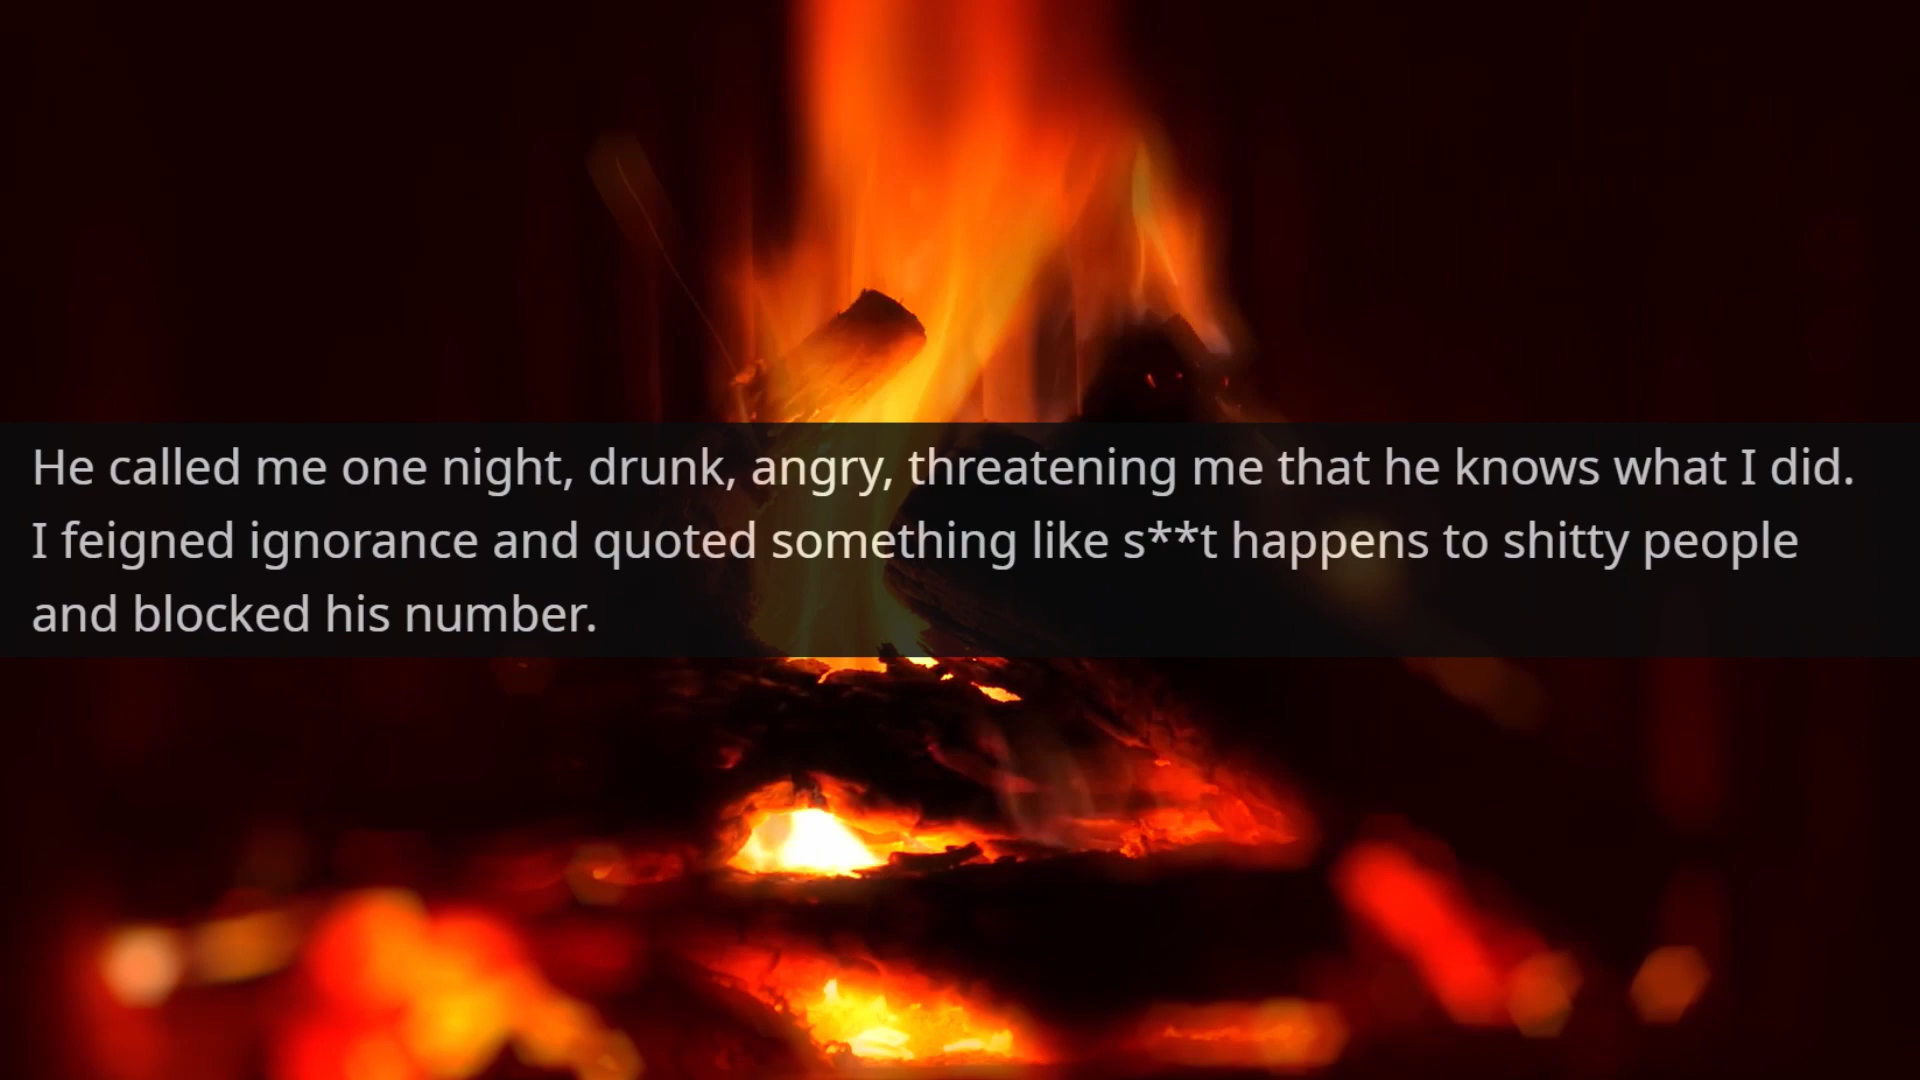 He called me one night, drunk, angry, threatening me that he knows what I did.
I feigned ignorance and quoted something like s**t happens to shitty people
and blocked his number.